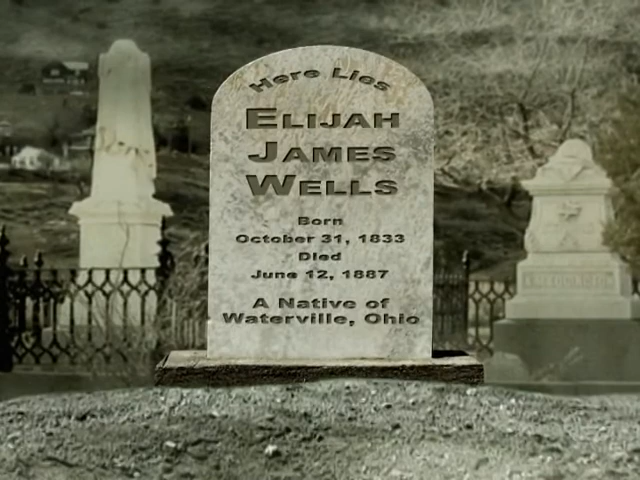 Here Lies
Elijah
James
Wells
Born
October 31, 1833
Died
June 12, 1887
A Native of
Waterville, Ohio